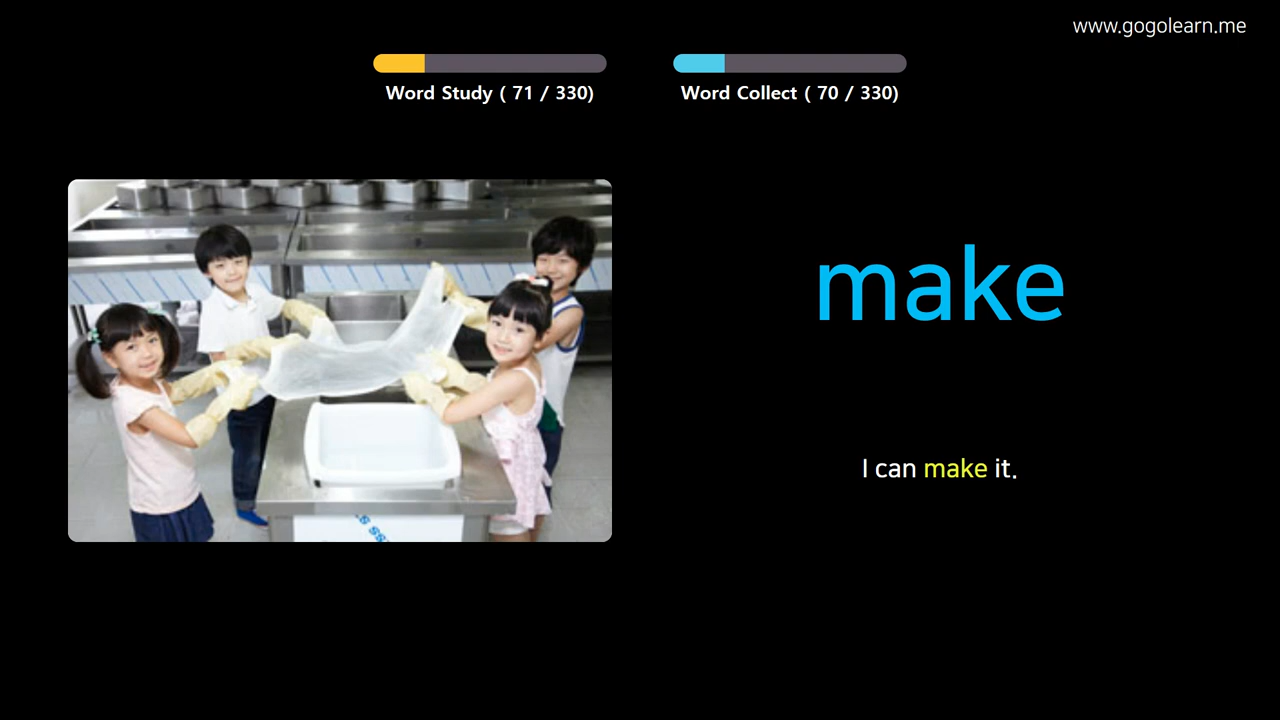 www.gogolearn.me
Word Study ( 71 / 330)
Word Collect ( 70 / 330)
make
I can make it.